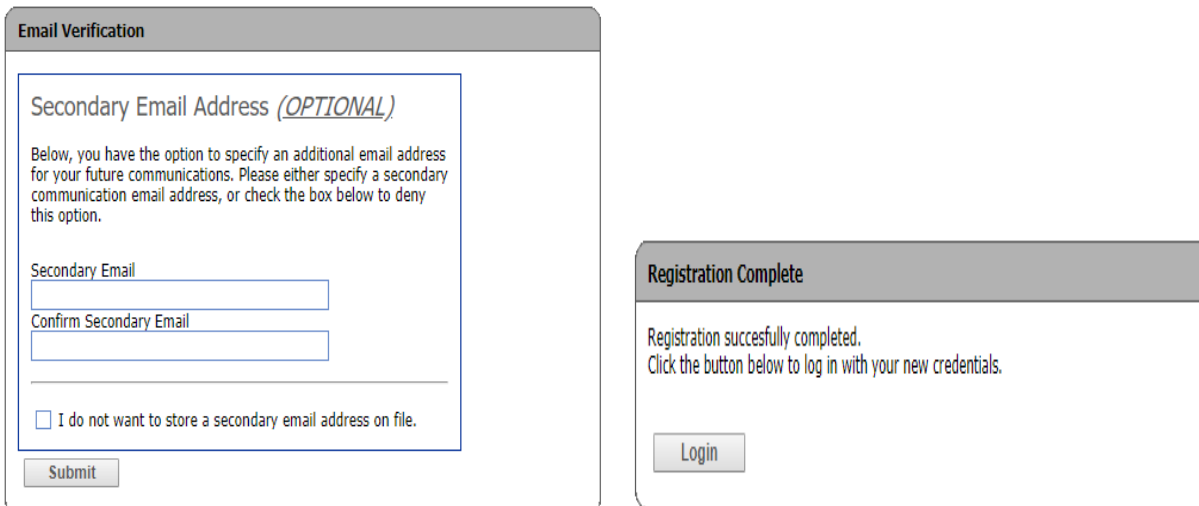 Email Verification
Secondary Email Address (OPTIONAL)
Below, you have the option to specify an additional email address
for your future communications. Please either specify a secondary
communication email address, or check the box below to deny
this option.
Secondary Email
Confirm Secondary Email
I do not want to store a secondary email address on file.
Submit
Registration Complete
Registration succesfully completed.
Click the button below to log in with your new credentials.
Login